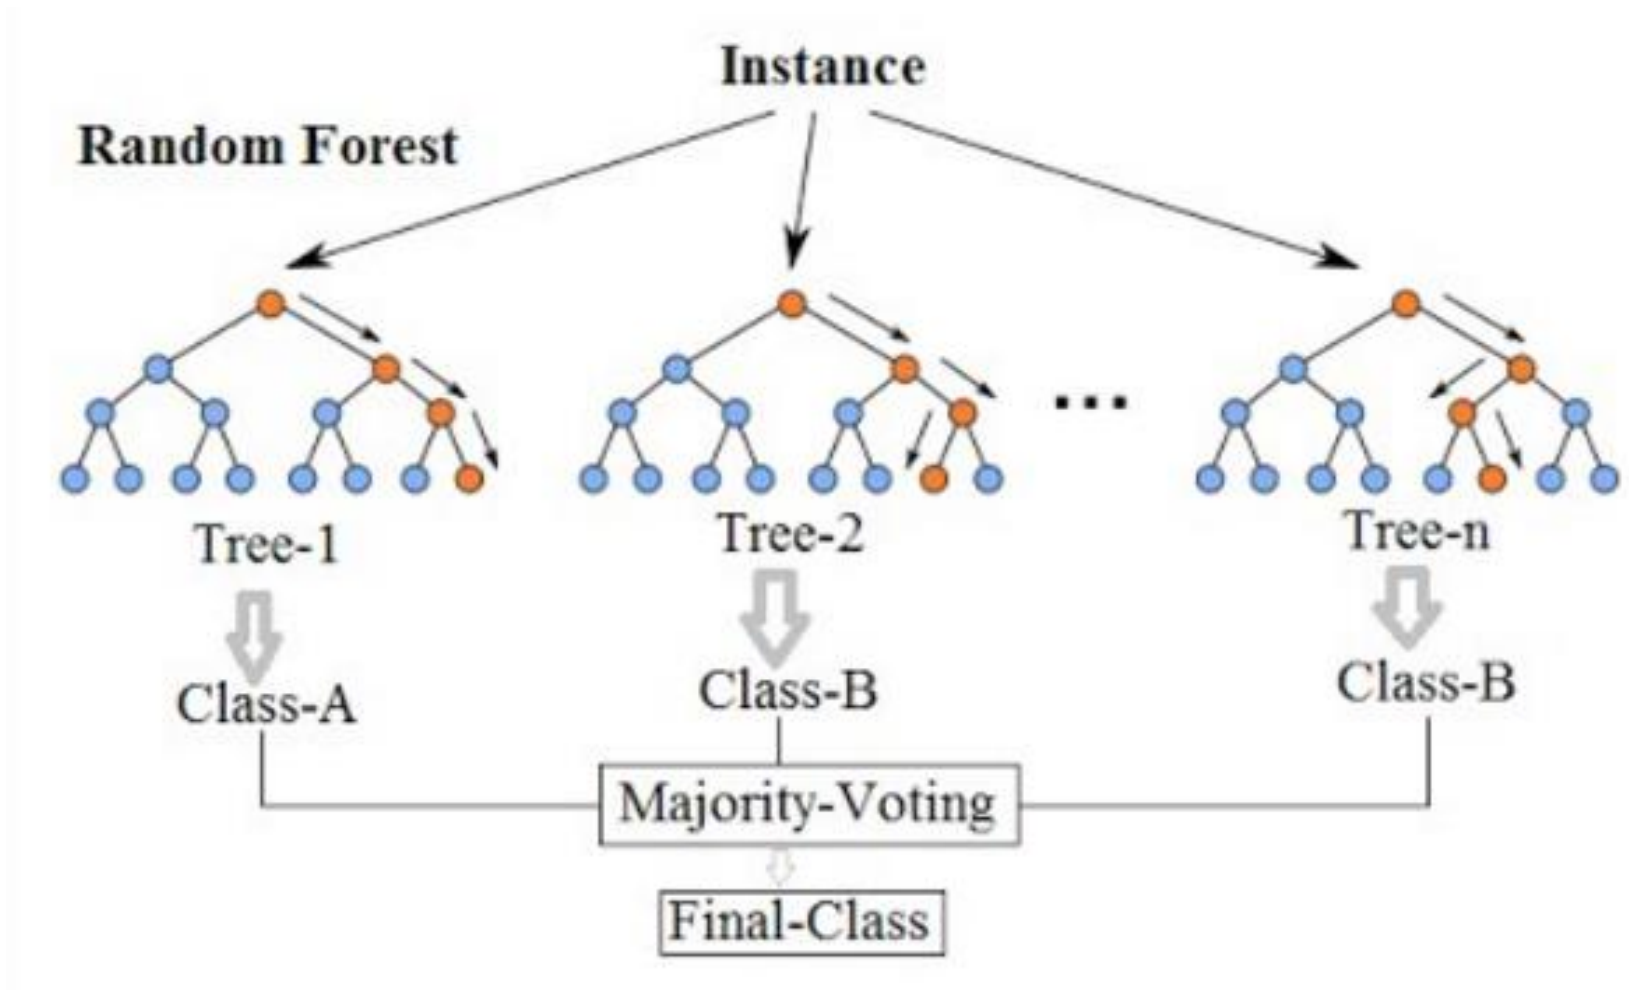 Instance
Random Forest
...
Tree-1
Tree-2
Tree-n
Class-A
Class-B
Class-B
Majority-Voting
Final-Class